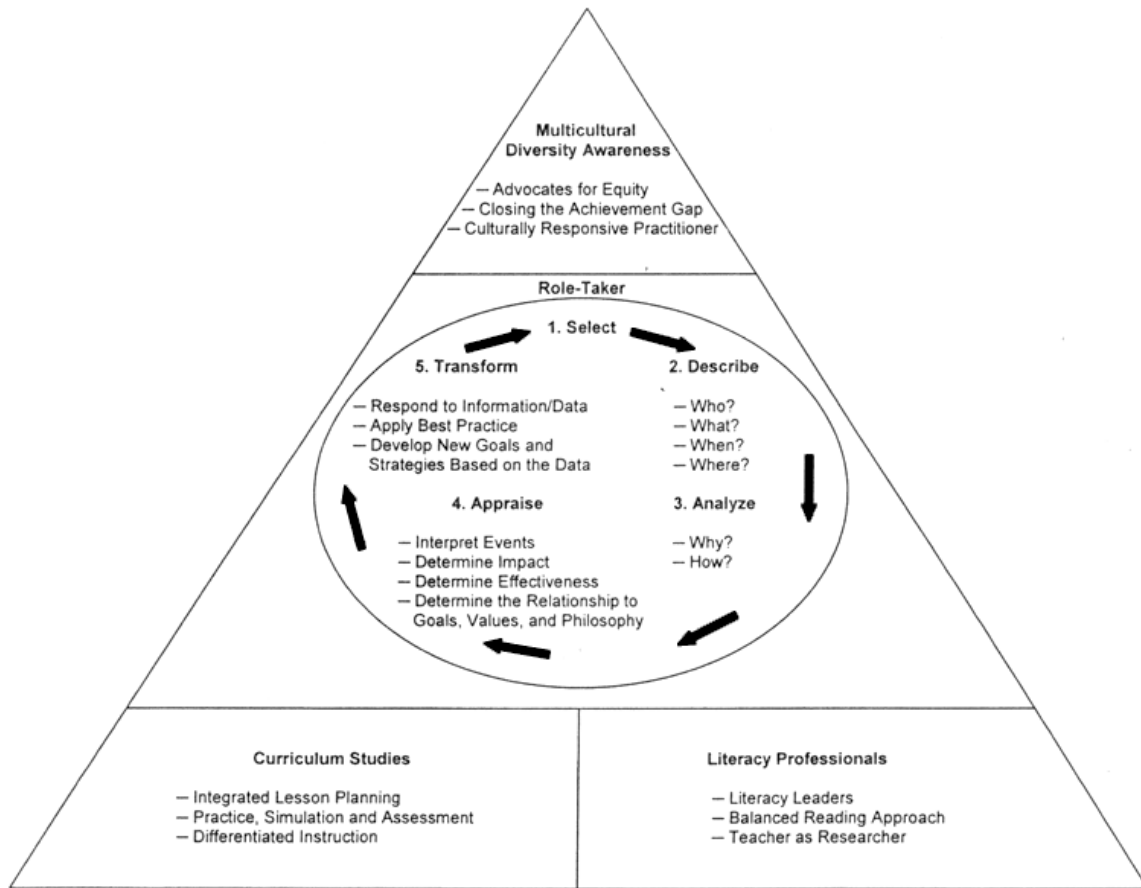 Multicultural
Diversity Awareness
— Advocates for Equity
— Closing the Achievement Gap
— Culturally Responsive Practitioner
Role-Taker
1. Select
2. Describe
— Who?
— What?
— When?
— Where?
3. Analyze
— Why?
— How?
4. Appraise
— Interpret Events
— Determine Impact
— Determine Effectiveness
— Determine the Relationship to
Goals, Values, and Philosophy
5. Transform
— Respond to Information/Data
— Apply Best Practice
— Develop New Goals and
Strategies Based on the Data
Curriculum Studies
— Integrated Lesson Planning
— Practice, Simulation and Assessment
— Differentiated Instruction
Literacy Professionals
— Literacy Leaders
— Balanced Reading Approach
— Teacher as Researcher